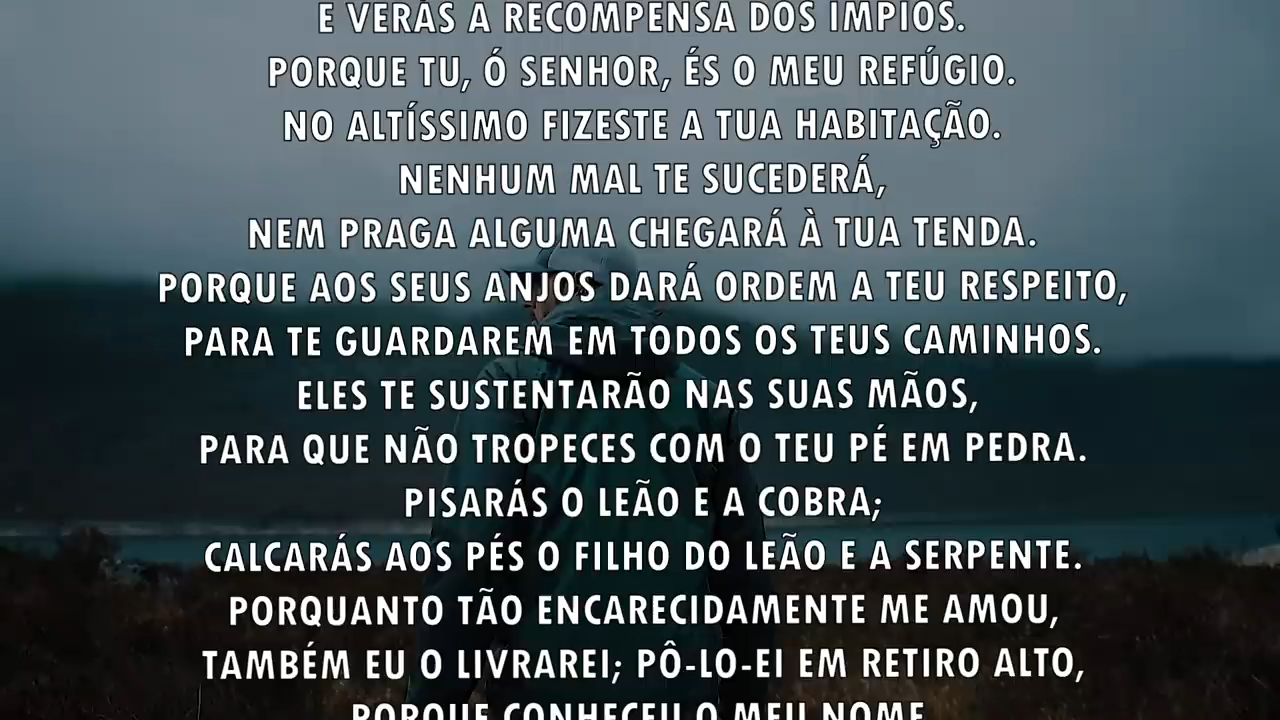 E VERÁS A RECOMPENSA DOS ÍMPIOS.
PORQUE TU, Ó SENHOR, ÉS O MEU REFÚGIO.
NO ALTÍSSIMO FIZESTE A TUA HABITAÇÃO.
NENHUM MAL TE SUCEDERÁ,
NEM PRAGA ALGUMA CHEGARÁ À TUA TENDA.
PORQUE AOS SEUS ANJOS DARÁ ORDEM A TEU RESPEITO,
PARA TE GUARDAREM EM TODOS OS TEUS CAMINHOS.
ELES TE SUSTENTARÃO NAS SUAS MÃOS,
PARA QUE NÃO TROPECES COM O TEU PÉ EM PEDRA.
PISARÁS O LEÃO E A COBRA;
CALCARÁS AOS PÉS O FILHO DO LEÃO E A SERPENTE.
PORQUANTO TÃO ENCARECIDAMENTE ME AMOU,
TAMBÉM EU O LIVRAREI; PÔ-LO-EI EM RETIRO ALTO,
PORQUE CONHECEU O MEU NOME